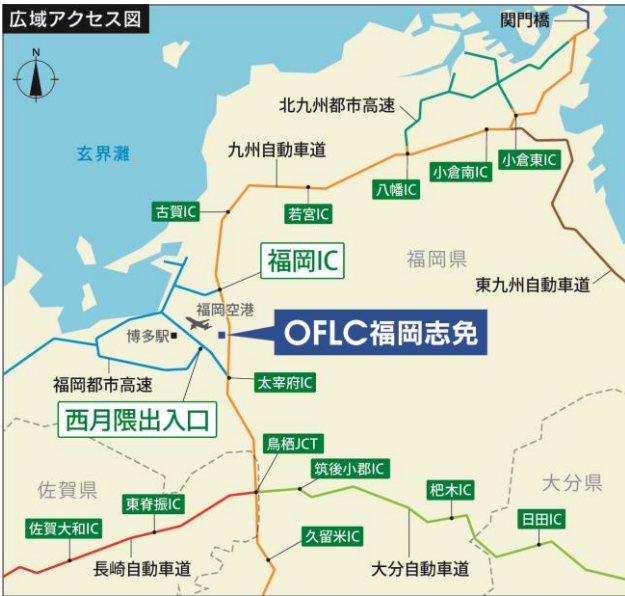 広域アクセス図
関門橋
N
北九州都市高速
玄界灘
九州自動車道
小倉東IC
小倉南IC
八幡IC
古賀IC
若宮IC
福岡IC
福岡県
東九州自動車道
福岡空港
博多駅
OFLC福岡志免
福岡都市高速
太宰府IC
西月隈出入口
鳥栖JCT
筑後小郡IC
佐賀県
大分県
東脊振IC
杷木IC
佐賀大和IC
日田IC
久留米IC
長崎自動車道
大分自動車道